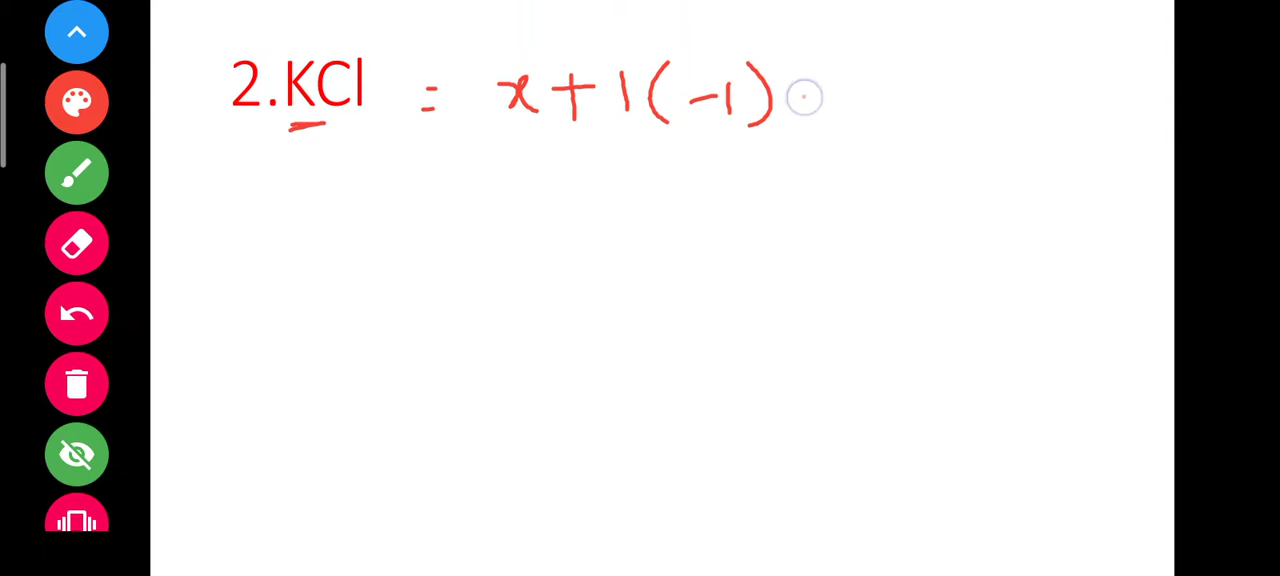 2.KCl = x + 1(-1)